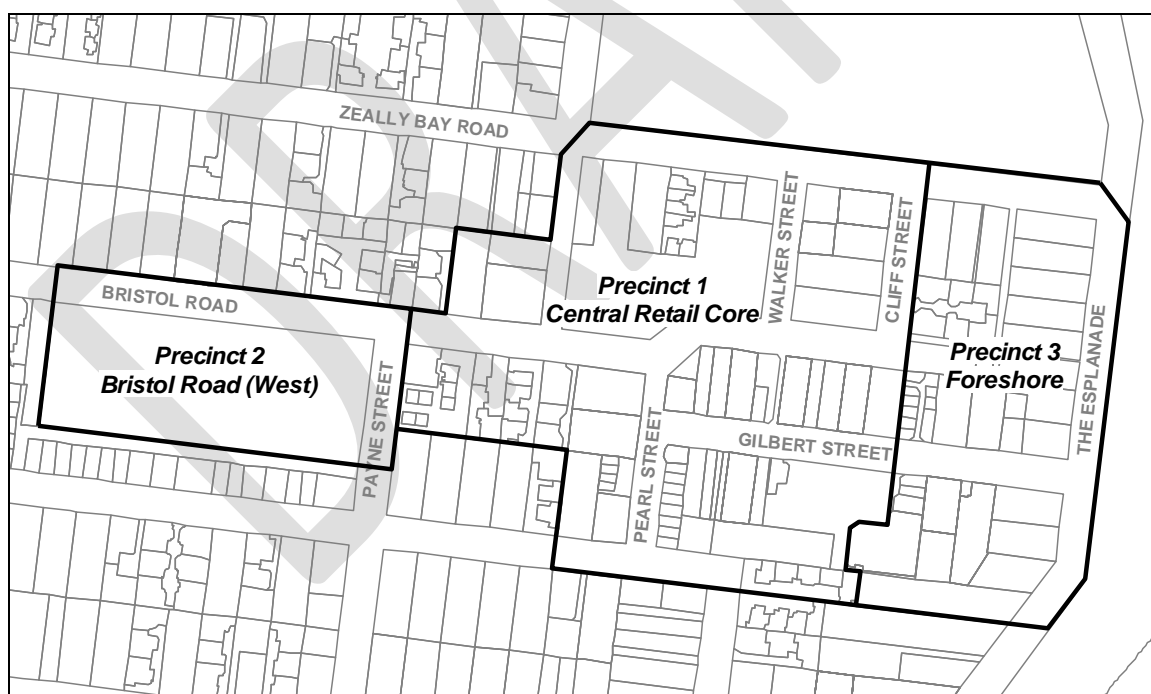 DRA
ZEALLY BAY ROAD
WALKER STREET
CLIFF STREET
Precinct 1
Central Retail Core
BRISTOL ROAD
THE ESPLANADE
Precinct 2
Bristol Road (West)
Precinct 3
Foreshore
PAYNE STREET
PEARL STREET
GILBERT STREET